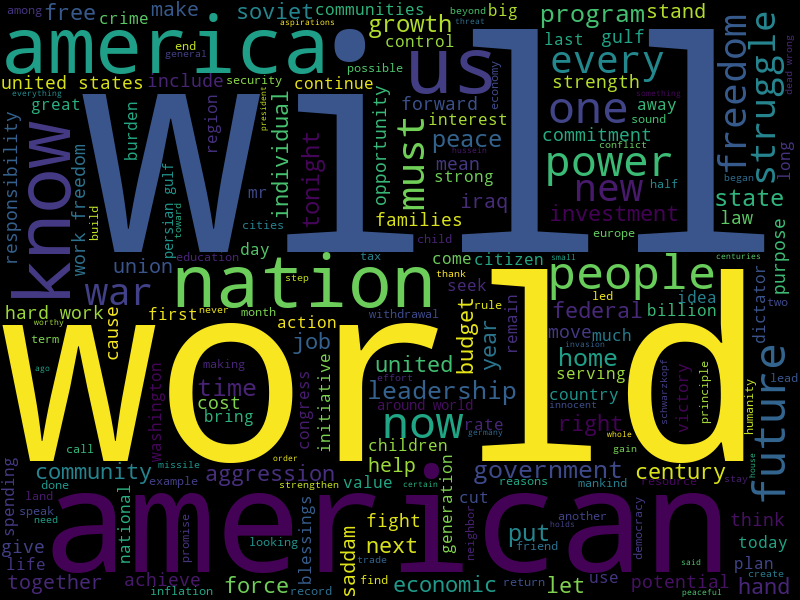 among
free
crime
make
soviet
communities
aspirations
growth
beyond
threat
big
program
stand
america
end
general
possible
control
last
gulf
freedom
struggle
dead wrong
us
every
economy
united states
include
security
continue
strength
everything
something
great
region
president
opportunity
forward
interest
one
away
sound
responsibility
know
will
burden
individual
tonight
must
peace
hussein
commitment
conflict
began
long
mean
power
work freedom
persian gulf
toward
mr
strong
iraq
new
half
state
build
cities
families
investment
law
day
child
europe
purpose
union
education
tax
come
citizen
small
centuries
war
nation
step
thank
seek
people
dictator
hard work
first
never
month
withdrawal
budget
rule
remain
led
idea
billion
two
worthy
cause
action
federal
term
job
year
move
much
invasion
world
making
united
home
lead
ago
time
congress
initiative
effort
leadership
serving
schwarzkopf
victory
principle
humanity
future
washington
cost
bring
around world
country
innocent
now
rate
right
call
children
germany
whole
gain
order
community
missile
aggression
help
government
century
house
spending
done
example
strengthen
value
certain
generation
reasons
mankind
resource
stay
land
american
speak
need
national
promise
looking
blessings
saddam
fight
next
neighbor
cut
another
holds
put
friend
democracy
think
today
give
life
trade
plan
together
achieve
inflation
force
record
find
economic
return
let
use
potential
said
create
peaceful
hand